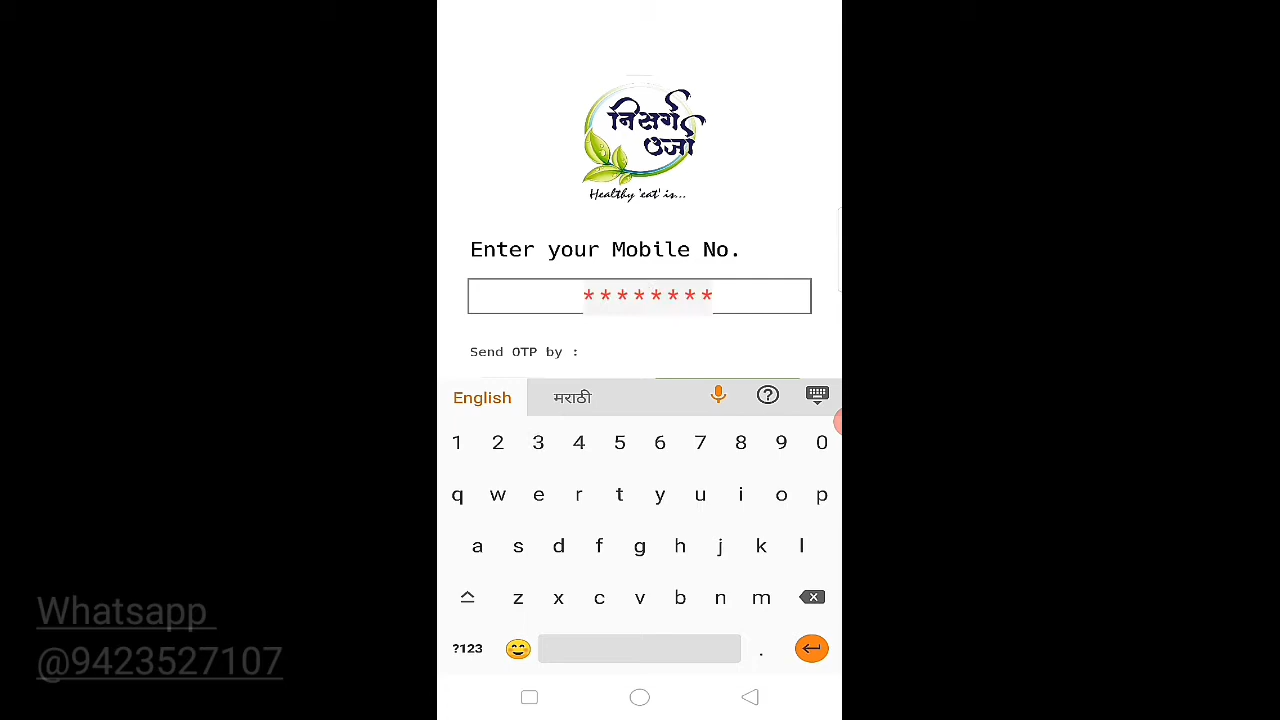 निसर्ग
उर्जा
Healthy 'eat' is...
Enter your Mobile No.
********
Send OTP by :
English मराठी
1 2 3 4 5 6 7 8 9 0
q w e r t y u i o p
a s d f g h j k l
z x c v b n m
?123 .
Whatsapp
@9423527107